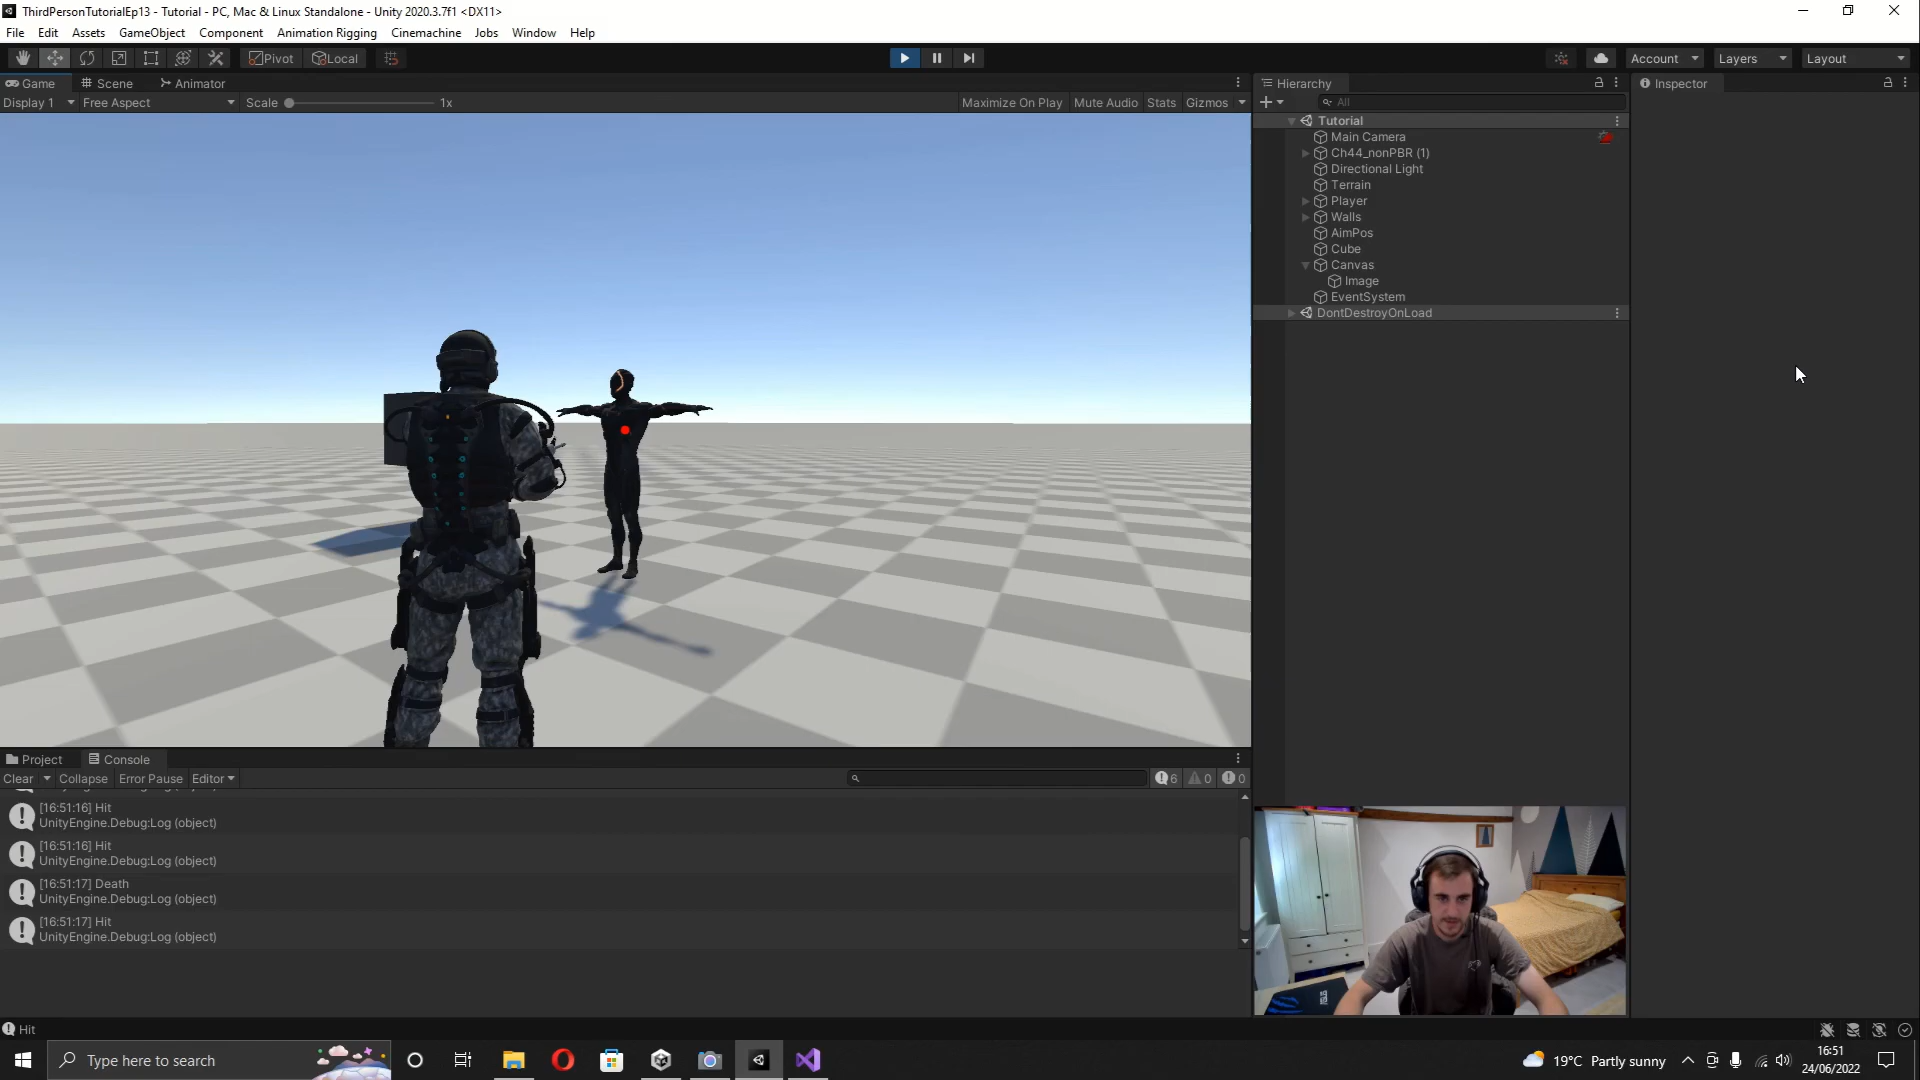 ThirdPersonTutorialEp13 - Tutorial - PC, Mac & Linux Standalone - Unity 2020.3.7f1 <DX11>
File Edit Assets GameObject Component Animation Rigging Cinemachine Jobs Window Help
Pivot Local Account Layers Layout
Game Scene Animator
Display 1 Free Aspect Scale 1x Maximize On Play Mute Audio Stats Gizmos
Hierarchy
All
Tutorial
Main Camera
Ch44_nonPBR (1)
Directional Light
Terrain
Player
Walls
AimPos
Cube
Canvas
Image
EventSystem
DontDestroyOnLoad
Inspector
Project Console
Clear Collapse Error Pause Editor 6 0 0
[16:51:16] Hit
UnityEngine.Debug:Log (object)
[16:51:16] Hit
UnityEngine.Debug:Log (object)
[16:51:17] Death
UnityEngine.Debug:Log (object)
[16:51:17] Hit
UnityEngine.Debug:Log (object)
Hit
Type here to search
19°C Partly sunny
16:51
24/06/2022